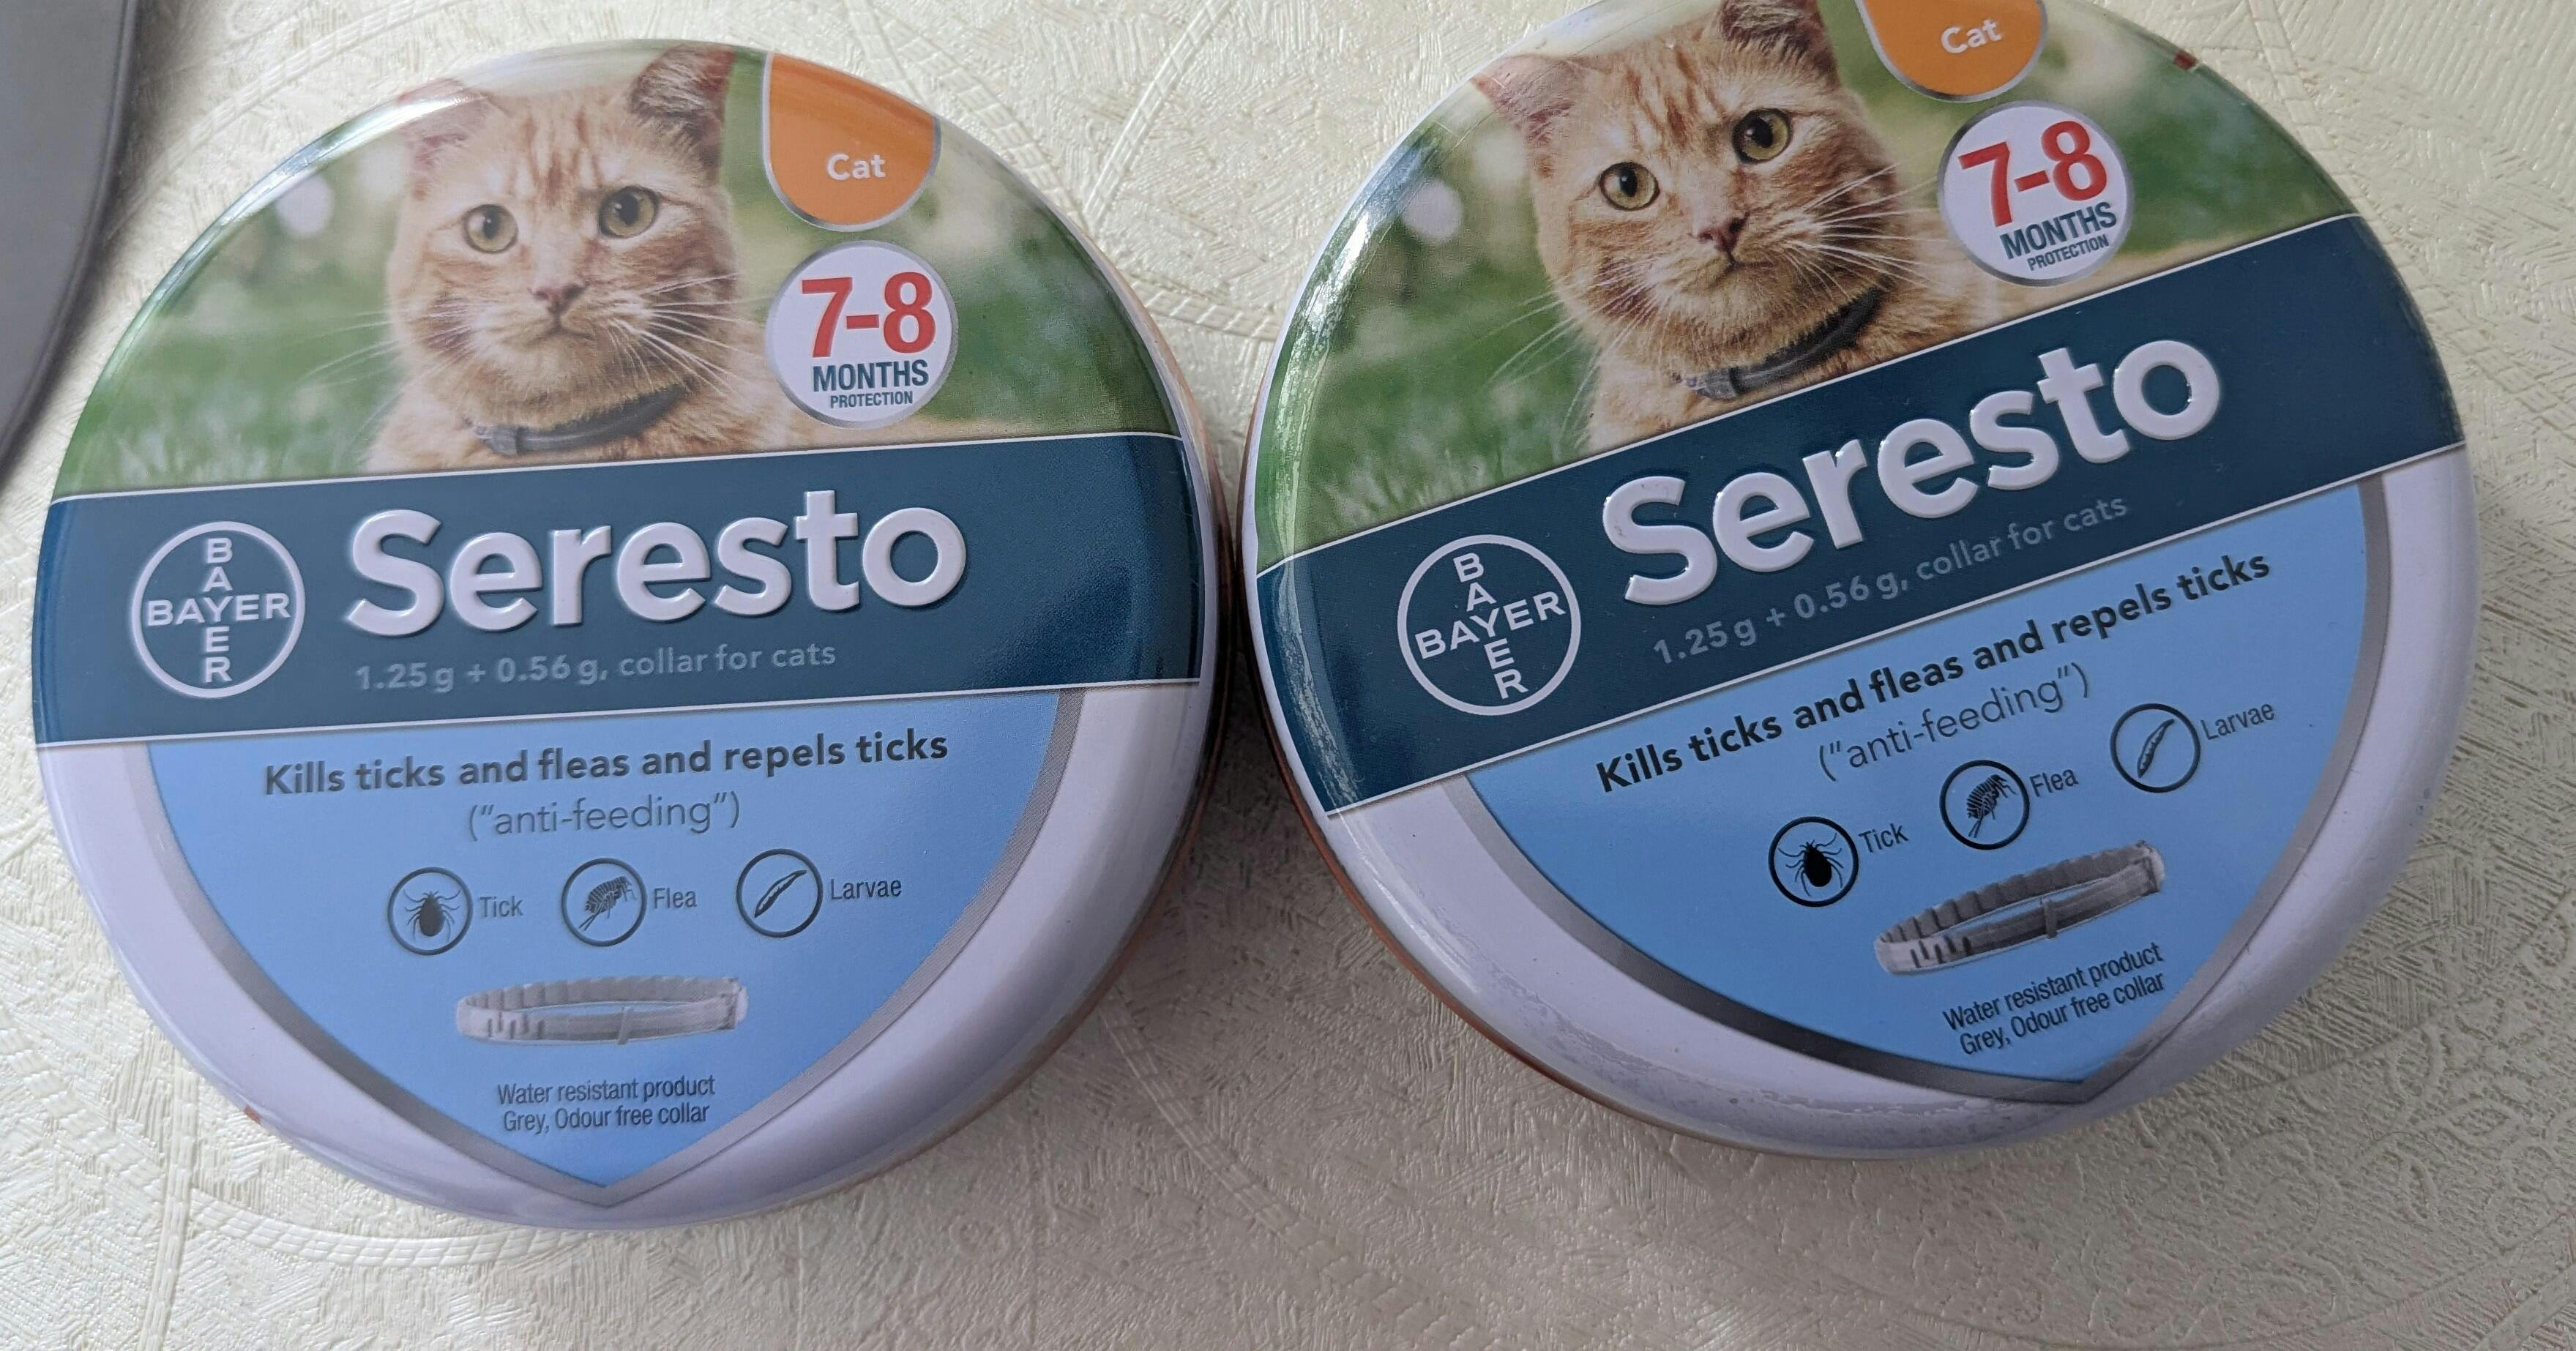 Cat
7-8
MONTHS
PROTECTION
BAYER
BAYER
Seresto
1.25 g + 0.56 g, collar for cats
Kills ticks and fleas and repels ticks
("anti-feeding")
Tick
Flea
Larvae
Water resistant product
Grey, Odour free collar
Cat
7-8
MONTHS
PROTECTION
BAYER
BAYER
Seresto
1.25 g + 0.56 g, collar for cats
Kills ticks and fleas and repels ticks
("anti-feeding")
Tick
Flea
Larvae
Water resistant product
Grey, Odour free collar